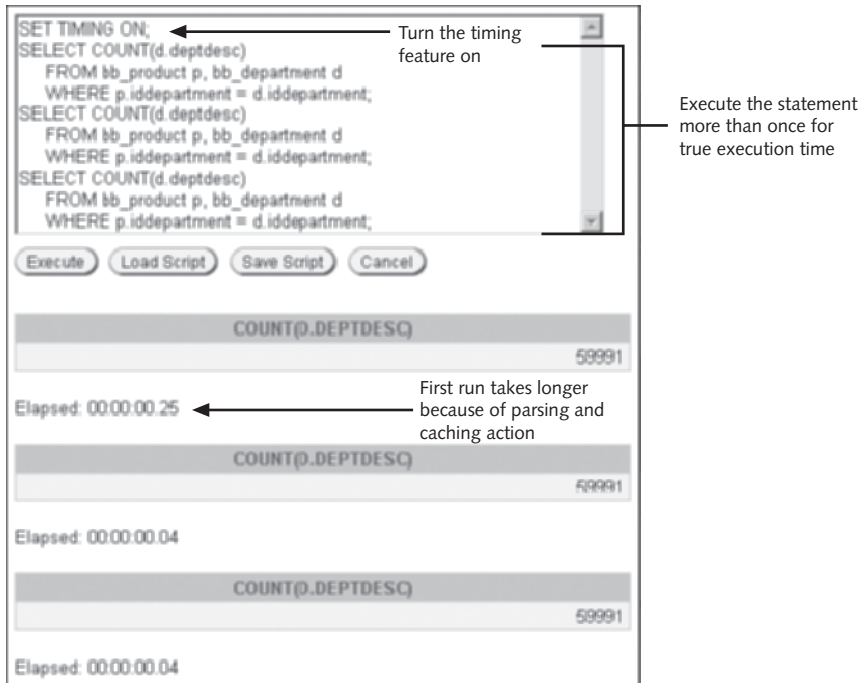 SET TIMING ON;
SELECT COUNT(d.deptdesc)
FROM bb_product p, bb_department d
WHERE p.iddepartment = d.iddepartment;
SELECT COUNT(d.deptdesc)
FROM bb_product p, bb_department d
WHERE p.iddepartment = d.iddepartment;
SELECT COUNT(d.deptdesc)
FROM bb_product p, bb_department d
WHERE p.iddepartment = d.iddepartment;
Turn the timing
feature on
Execute the statement
more than once for
true execution time
Execute
Load Script
Save Script
Cancel
COUNT(D.DEPTDESC)
59991
Elapsed: 00:00:00.25
First run takes longer
because of parsing and
caching action
COUNT(D.DEPTDESC)
59991
Elapsed: 00:00:00.04
COUNT(D.DEPTDESC)
59991
Elapsed: 00:00:00.04